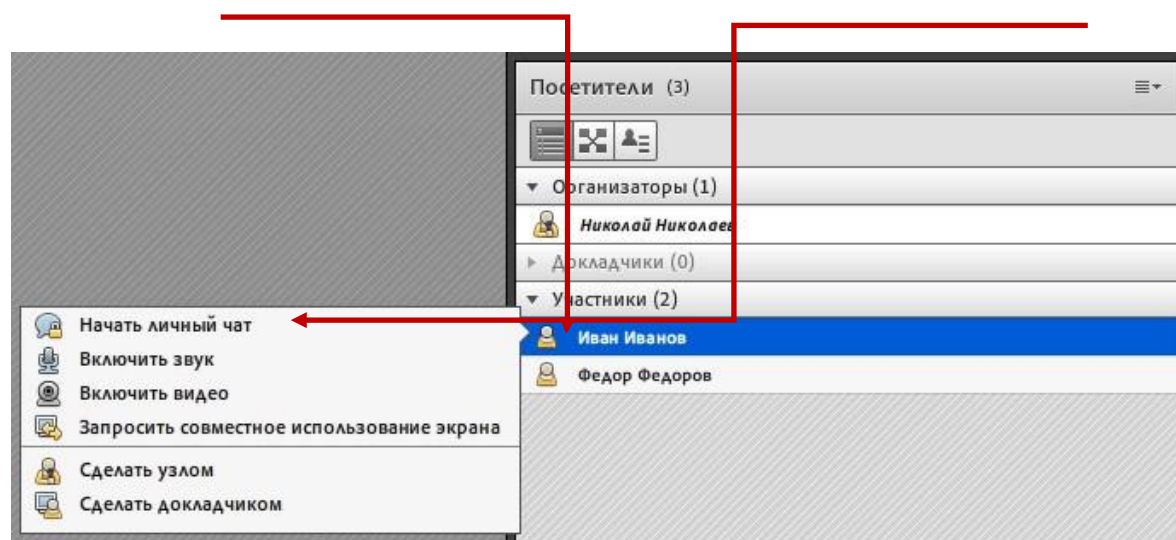 Посетители (3)
Организаторы (1)
Николай Николаев
Докладчики (0)
Участники (2)
Иван Иванов
Федор Федоров
Начать личный чат
Включить звук
Включить видео
Запросить совместное использование экрана
Сделать узлом
Сделать докладчиком